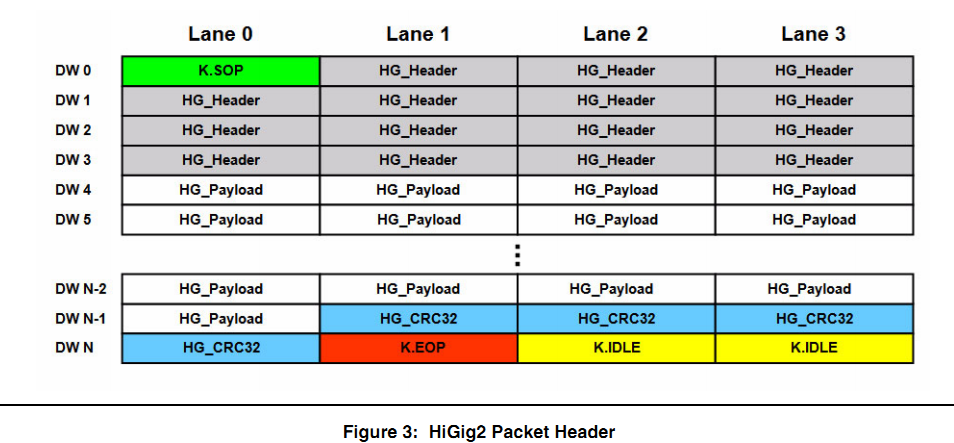 Lane 0 Lane 1 Lane 2 Lane 3
DW 0 K.SOP HG_Header HG_Header HG_Header
DW 1 HG_Header HG_Header HG_Header HG_Header
DW 2 HG_Header HG_Header HG_Header HG_Header
DW 3 HG_Header HG_Header HG_Header HG_Header
DW 4 HG_Payload HG_Payload HG_Payload HG_Payload
DW 5 HG_Payload HG_Payload HG_Payload HG_Payload
DW N-2 HG_Payload HG_Payload HG_Payload HG_Payload
DW N-1 HG_Payload HG_CRC32 HG_CRC32 HG_CRC32
DW N HG_CRC32 K.EOP K.IDLE K.IDLE
Figure 3: HiGig2 Packet Header